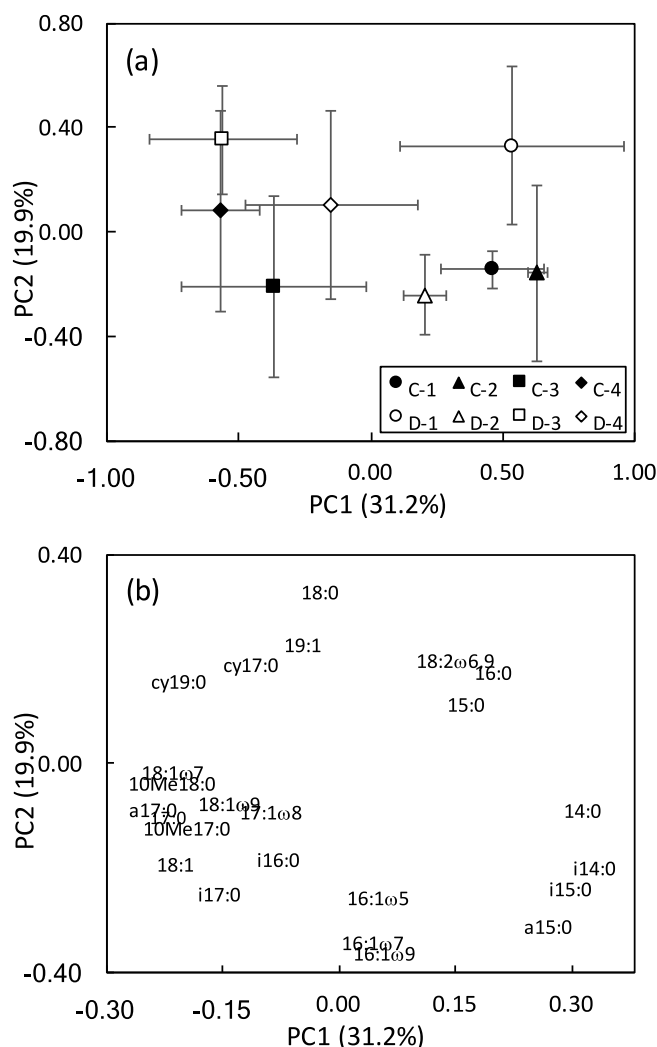 0.80
(a)
0.40
0.00
-0.40
-0.80
PC2 (19.9%)
C-1 C-2 C-3 C-4
D-1 D-2 D-3 D-4
-1.00 -0.50 0.00 0.50 1.00
PC1 (31.2%)
0.40
(b)
18:0
19:1
cy17:0
cy19:0
18:2ω6,9
16:0
15:0
0.00
PC2 (19.9%)
18:1ω7
10Me18:0
a17:0
17:0
18:1ω9
17:1ω8
10Me17:0
14:0
18:1
i16:0
i17:0
i14:0
i15:0
16:1ω5
a15:0
16:1ω7
16:1ω9
-0.40
-0.30 -0.15 0.00 0.15 0.30
PC1 (31.2%)